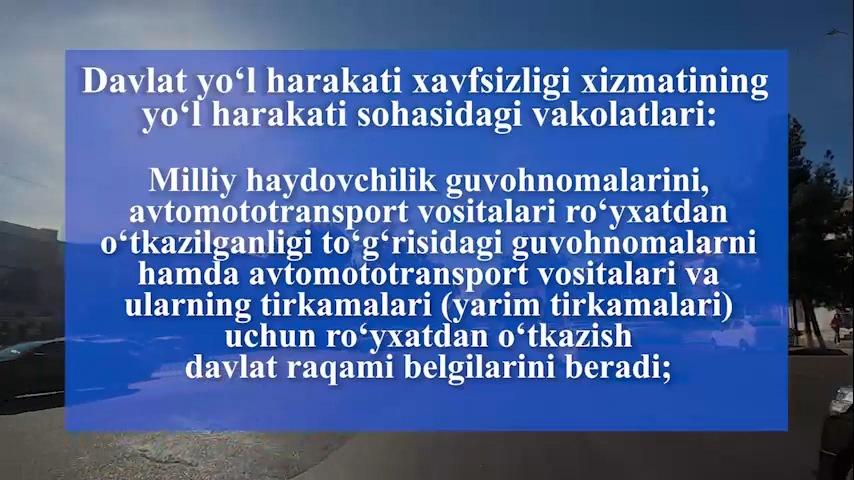 Davlat yo‘l harakati xavfsizligi xizmatining
yo‘l harakati sohasidagi vakolatlari:
Milliy haydovchilik guvohnomalarini,
avtomototransport vositalari ro‘yxatdan
o‘tkazilganligi to‘g‘risidagi guvohnomalarni
hamda avtomototransport vositalari va
ularning tirkamalari (yarim tirkamalari)
uchun ro‘yxatdan o‘tkazish
davlat raqami belgilarini beradi;